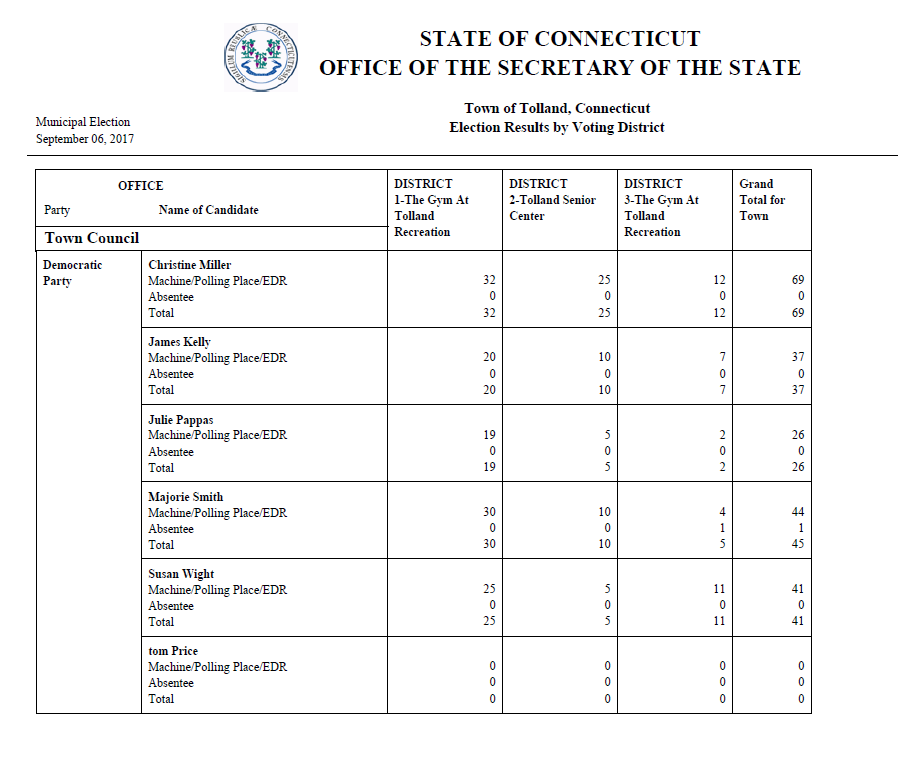 STATE OF CONNECTICUT
OFFICE OF THE SECRETARY OF THE STATE
Town of Tolland, Connecticut
Election Results by Voting District
Municipal Election
September 06, 2017
OFFICE
Party Name of Candidate
DISTRICT
1-The Gym At
Tolland
Recreation
DISTRICT
2-Tolland Senior
Center
DISTRICT
3-The Gym At
Tolland
Recreation
Grand
Total for
Town
Town Council
Democratic
Party
Christine Miller
Machine/Polling Place/EDR 32 25 12 69
Absentee 0 0 0 0
Total 32 25 12 69
James Kelly
Machine/Polling Place/EDR 20 10 7 37
Absentee 0 0 0 0
Total 20 10 7 37
Julie Pappas
Machine/Polling Place/EDR 19 5 2 26
Absentee 0 0 0 0
Total 19 5 2 26
Majorie Smith
Machine/Polling Place/EDR 30 10 4 44
Absentee 0 0 1 1
Total 30 10 5 45
Susan Wight
Machine/Polling Place/EDR 25 5 11 41
Absentee 0 0 0 0
Total 25 5 11 41
tom Price
Machine/Polling Place/EDR 0 0 0 0
Absentee 0 0 0 0
Total 0 0 0 0